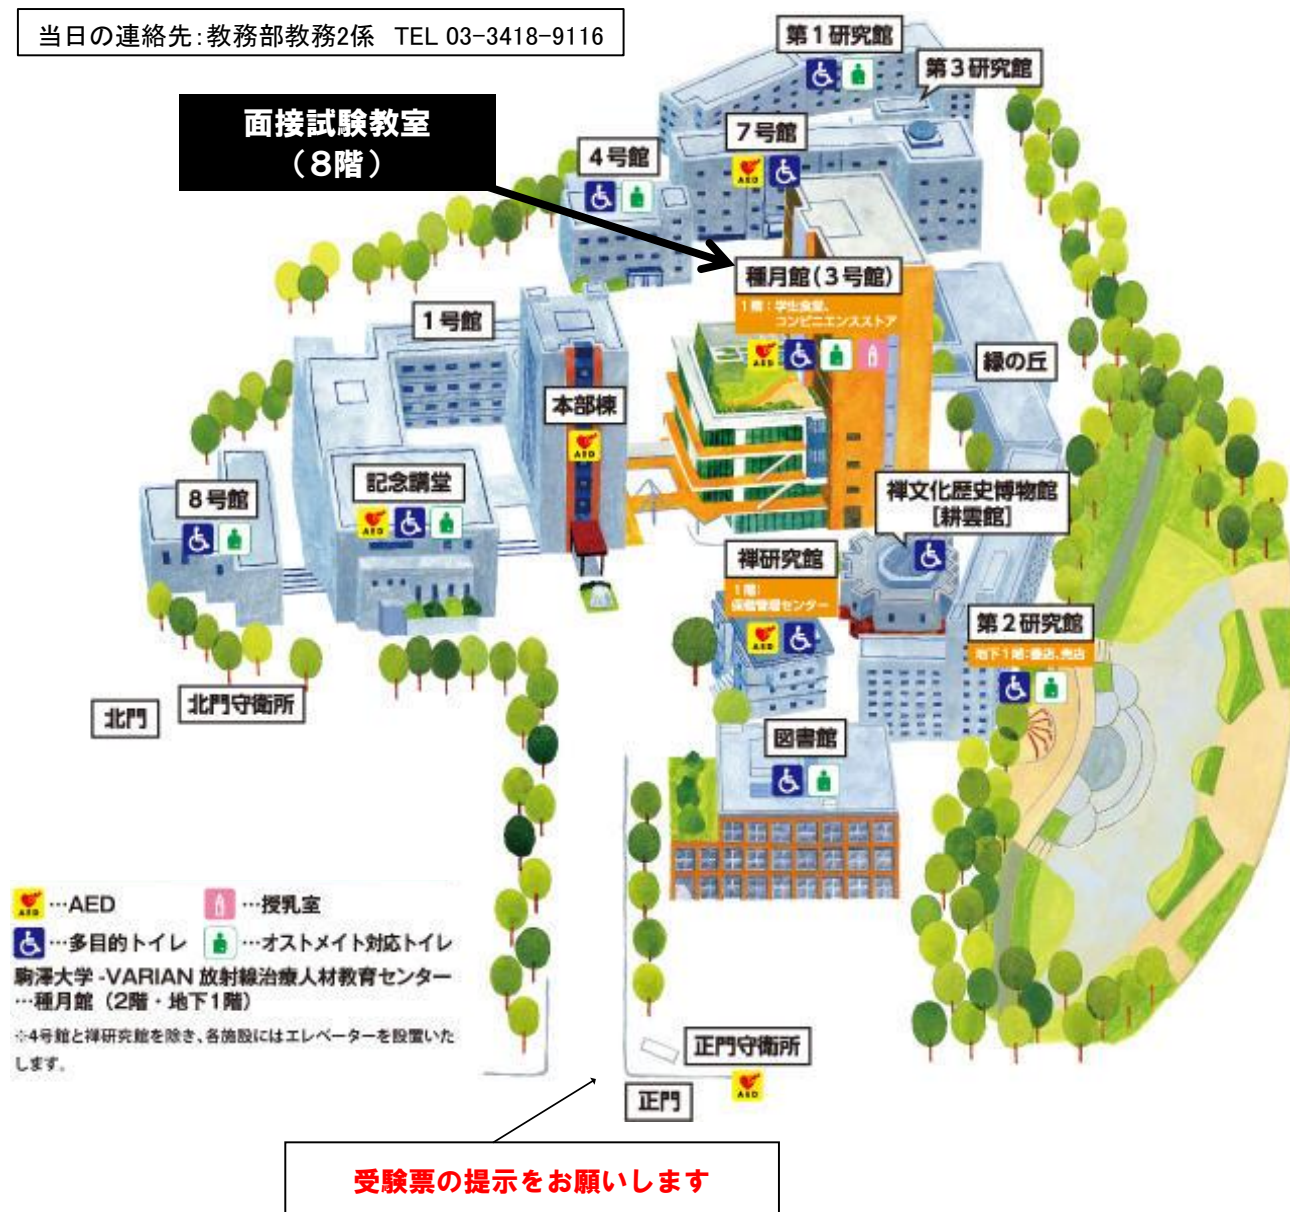 当日の連絡先:教務部教務2係 TEL 03-3418-9116
第1研究館
第3研究館
面接試験教室
(8階)
7号館
4号館
種月館(3号館)
1階:学生食堂、
コンビニエンスストア
AED
AED
1号館
緑の丘
本部棟
AED
禅文化歴史博物館
[耕雲館]
記念講堂
AED
8号館
禅研究館
1階:
保健管理センター
AED
第2研究館
地下1階:書店、売店
北門守衛所
北門
図書館
AED …AED
…授乳室
…多目的トイレ
…オストメイト対応トイレ
駒澤大学-VARIAN 放射線治療人材教育センター
…種月館(2階・地下1階)
※4号館と禅研究館を除き、各施設にはエレベーターを設置いた
します。
正門守衛所
AED
正門
受験票の提示をお願いします